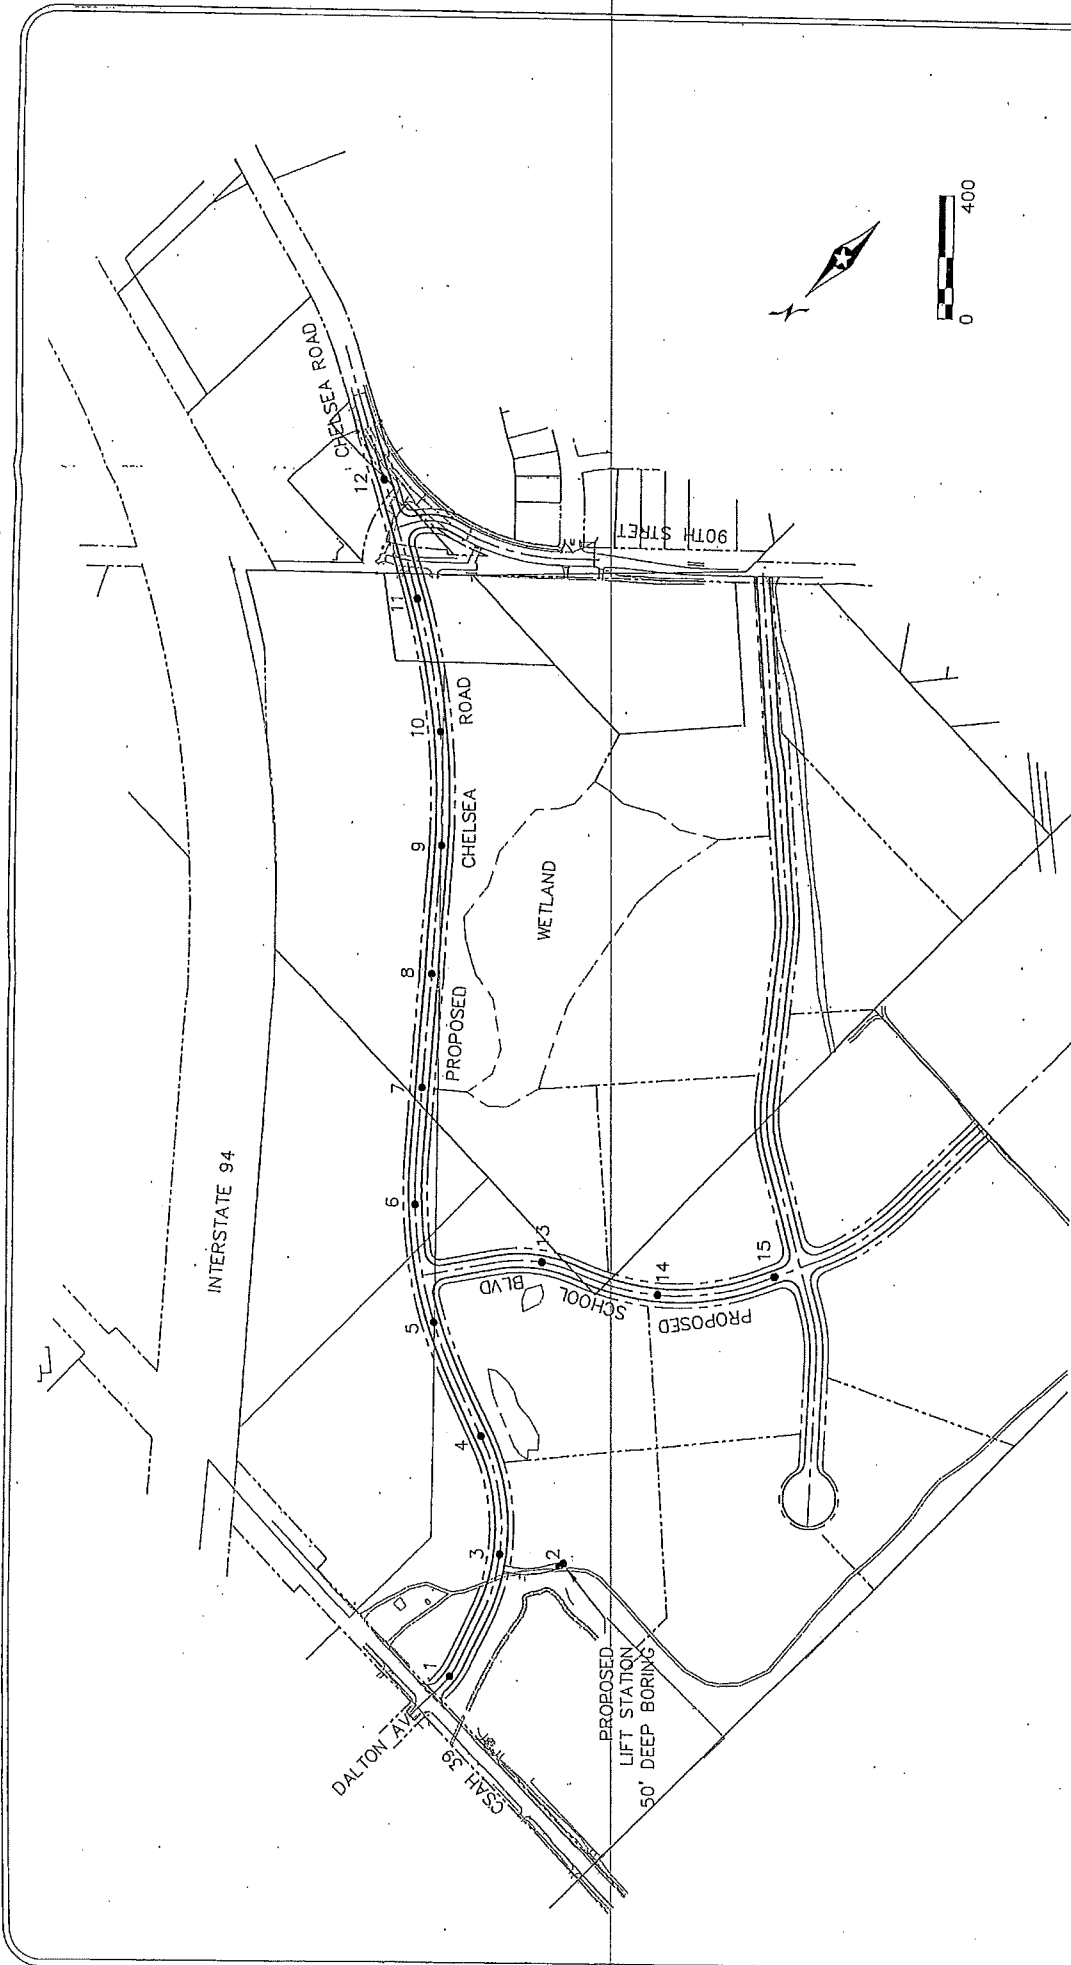 INTERSTATE 94
CHELSEA ROAD
12
11
10
9
8
7
6
5
4
3
2
1
13
14
15
PROPOSED
CHELSEA
ROAD
WETLAND
90TH STRET
PROPOSED
SCHOOL
BLVD
DALTON AV
CSAH 39
PROPOSED
LIFT STATION
50' DEEP BORING
N
0
400